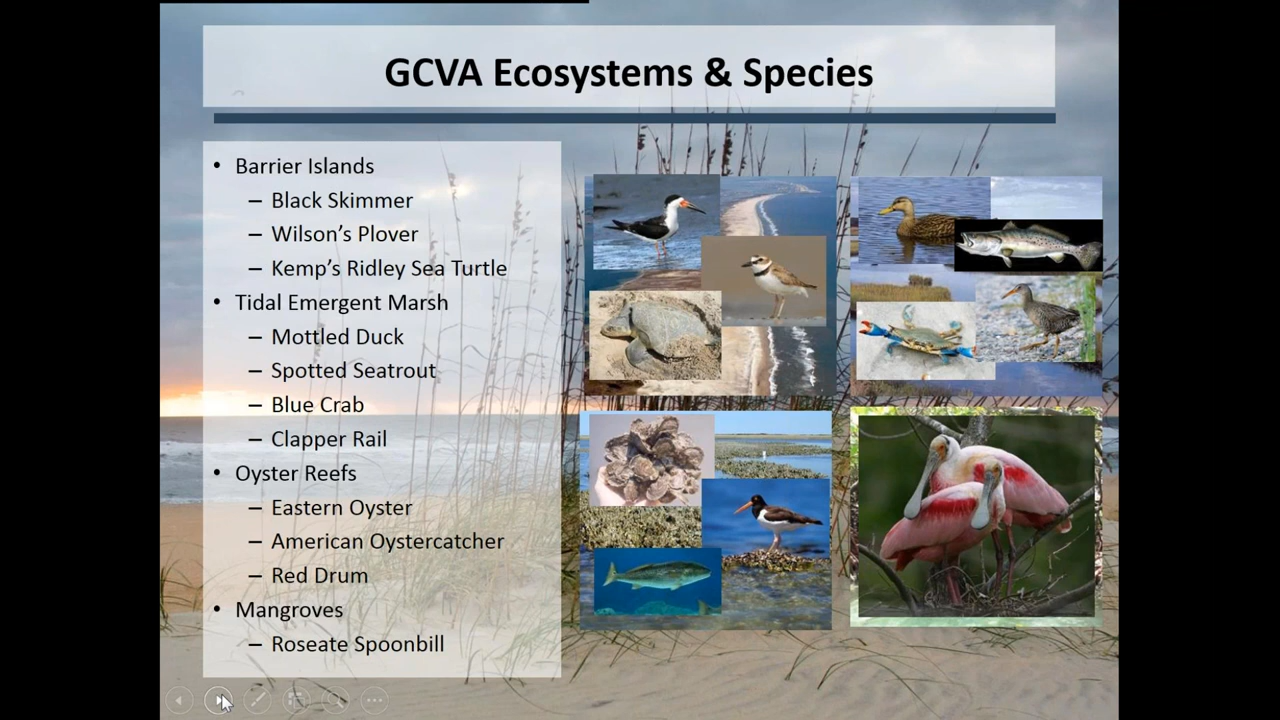 GCVA Ecosystems & Species
• Barrier Islands
– Black Skimmer
– Wilson’s Plover
– Kemp’s Ridley Sea Turtle
• Tidal Emergent Marsh
– Mottled Duck
– Spotted Seatrout
– Blue Crab
– Clapper Rail
• Oyster Reefs
– Eastern Oyster
– American Oystercatcher
– Red Drum
• Mangroves
– Roseate Spoonbill